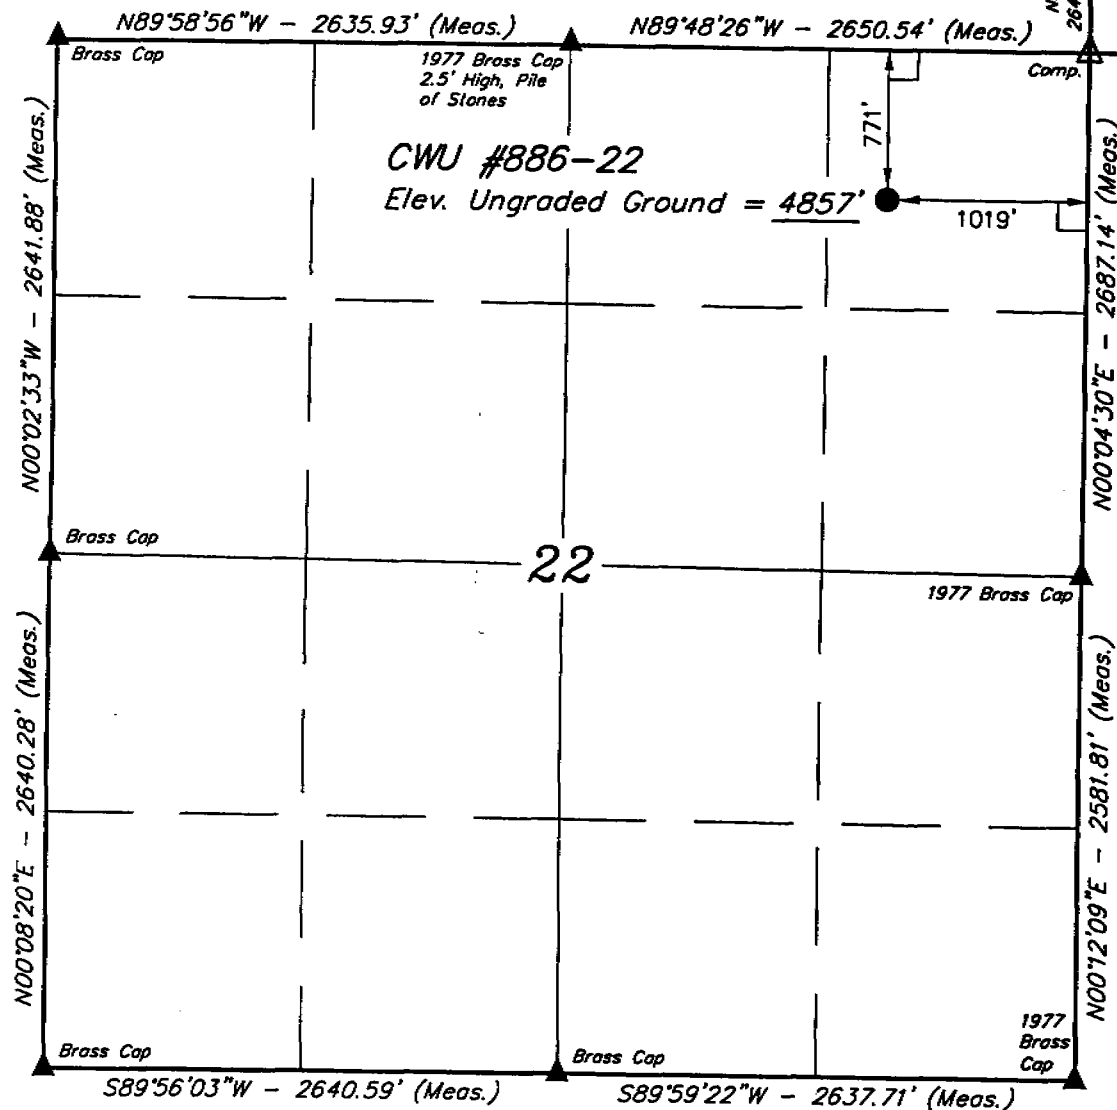 N89°58'56"W - 2635.93' (Meas.)
N89°48'26"W - 2650.54' (Meas.)
Brass Cap
1977 Brass Cap
2.5' High, Pile
of Stones
Comp.
771'
CWU #886-22
Elev. Ungraded Ground = 4857'
1019'
N00°02'33"W - 2641.88' (Meas.)
N00°04'30"E - 2687.14' (Meas.)
Brass Cap
22
1977 Brass Cap
N00°08'20"E - 2640.28' (Meas.)
N00°12'09"E - 2581.81' (Meas.)
Brass Cap
Brass Cap
1977
Brass
Cap
S89°56'03"W - 2640.59' (Meas.)
S89°59'22"W - 2637.71' (Meas.)